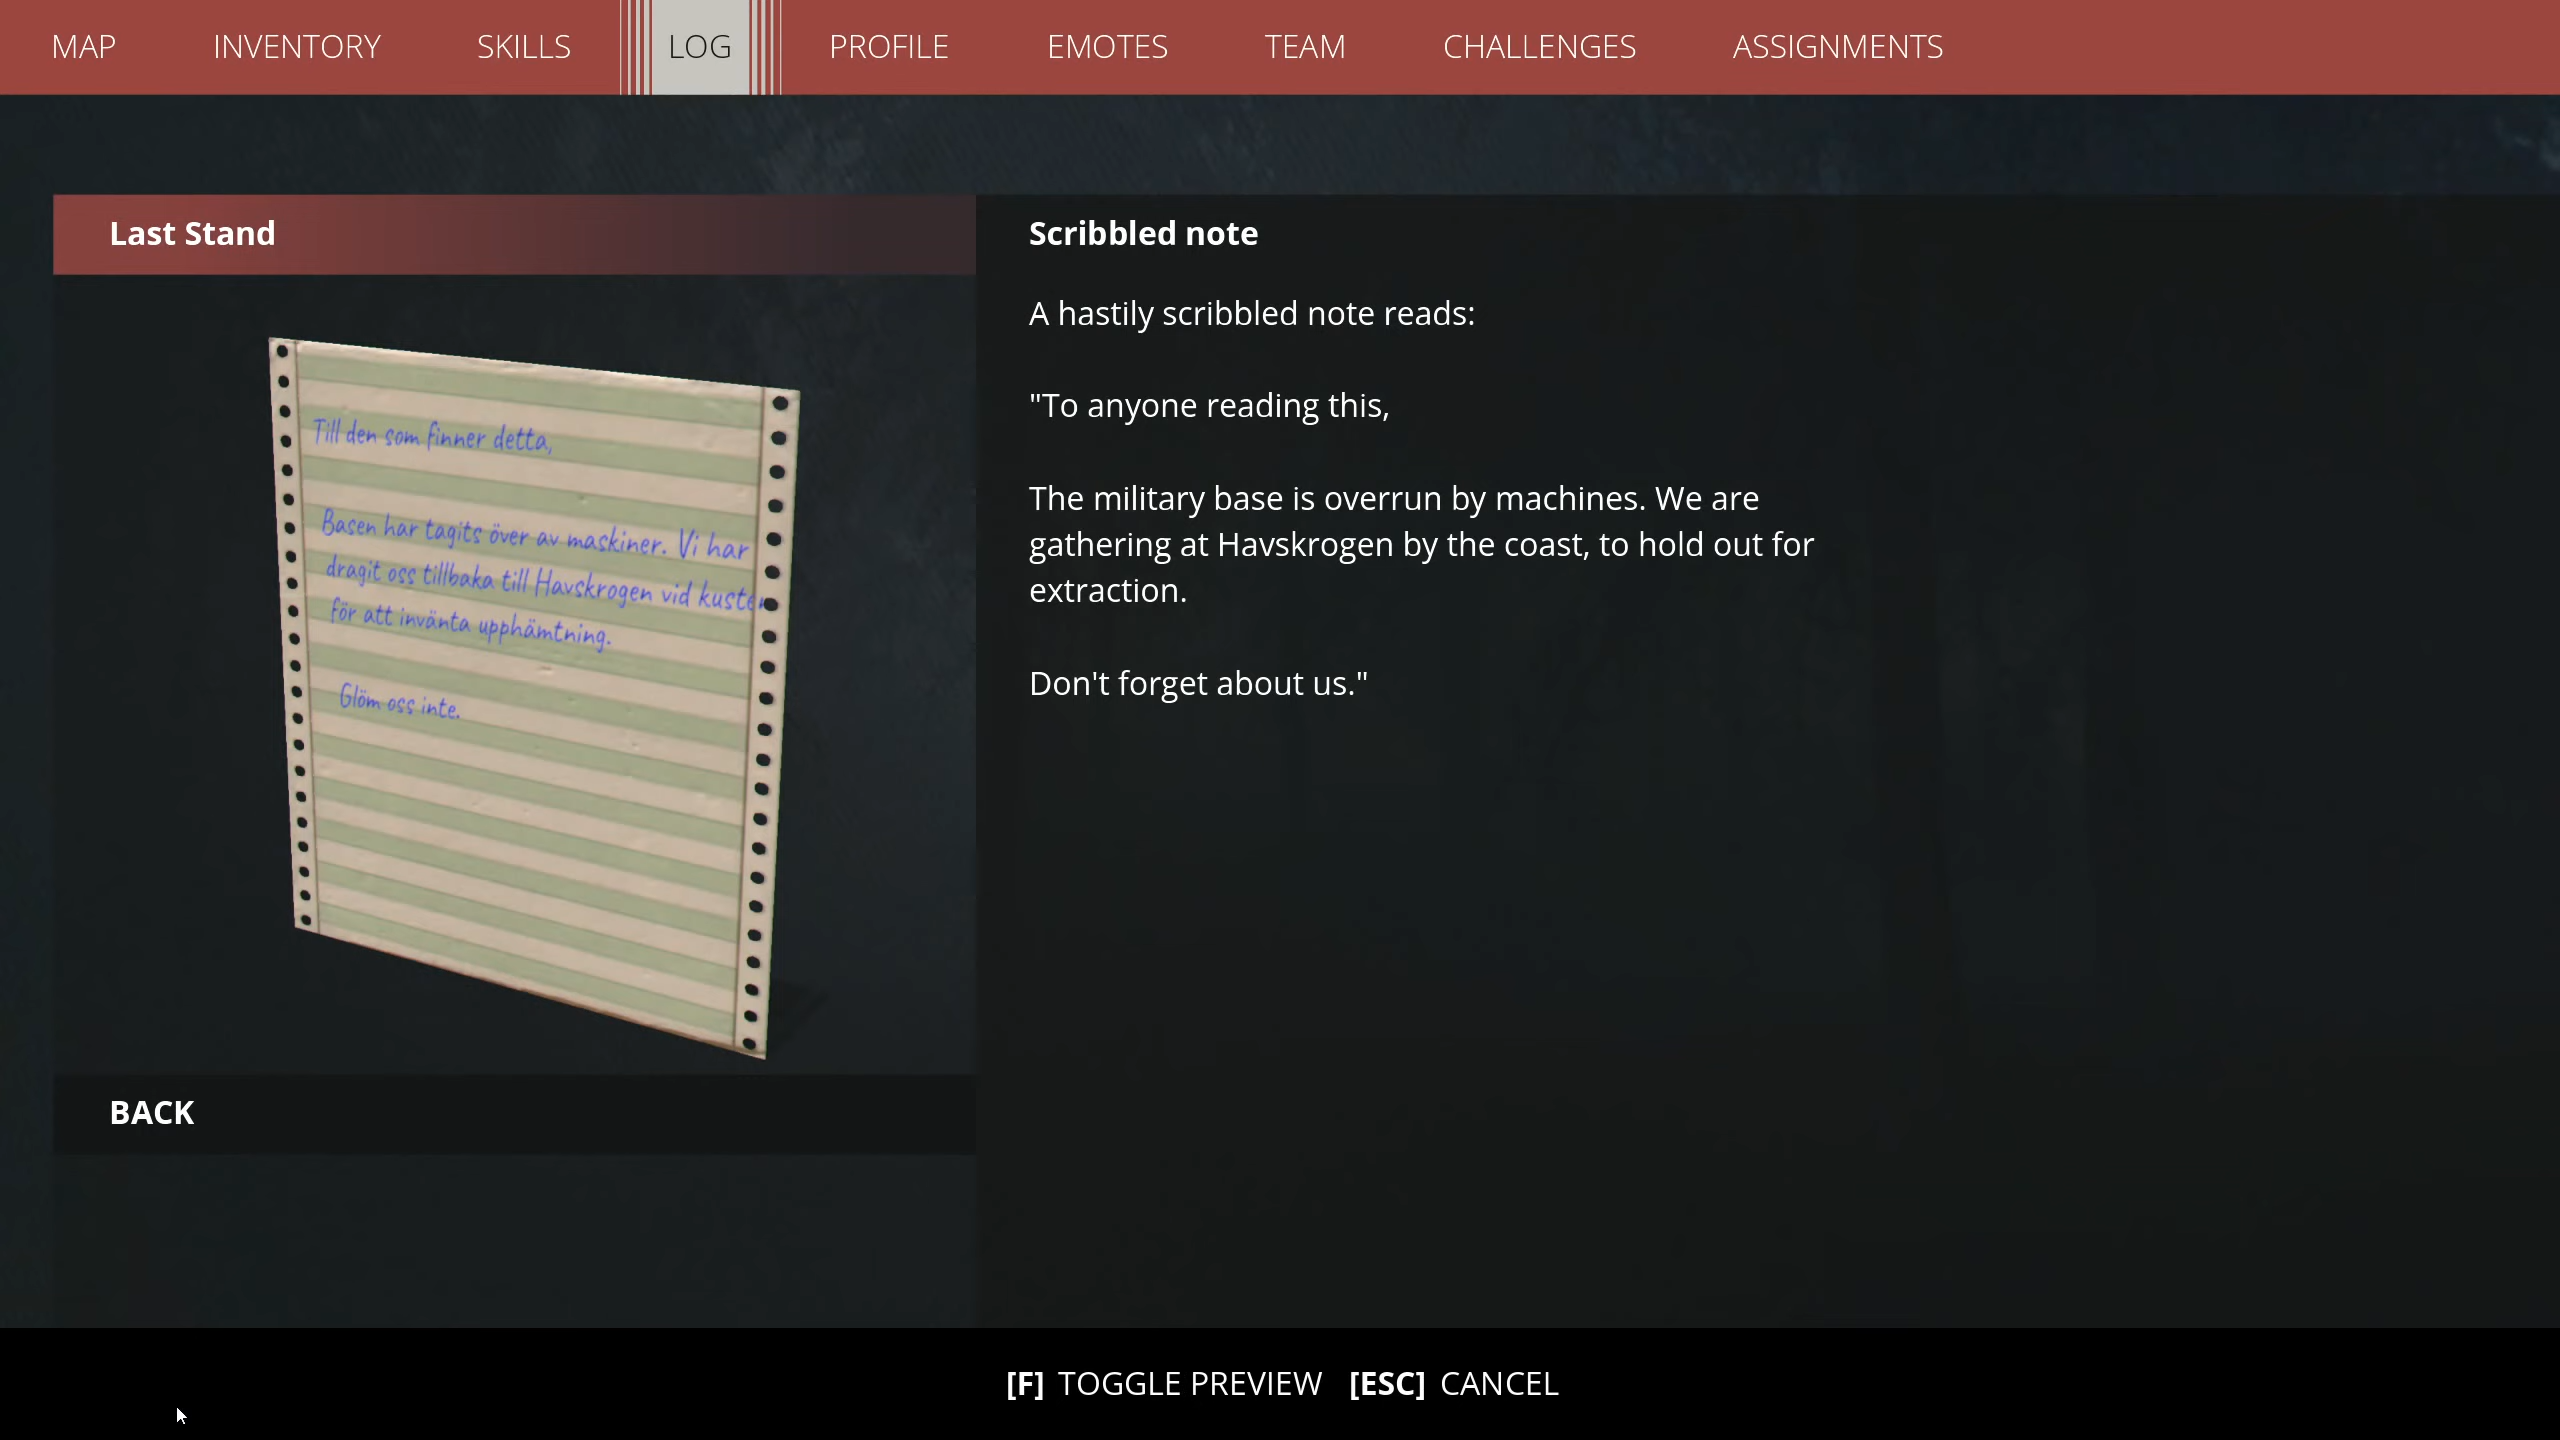 MAP INVENTORY SKILLS LOG PROFILE EMOTES TEAM CHALLENGES ASSIGNMENTS
Last Stand
Till den som finner detta,
Basen har tagits över av maskiner. Vi har
dragit oss tillbaka till Havskrogen vid kusten
för att invänta upphämtning.
Glöm oss inte.
BACK
Scribbled note
A hastily scribbled note reads:
"To anyone reading this,
The military base is overrun by machines. We are
gathering at Havskrogen by the coast, to hold out for
extraction.
Don't forget about us."
[F] TOGGLE PREVIEW [ESC] CANCEL